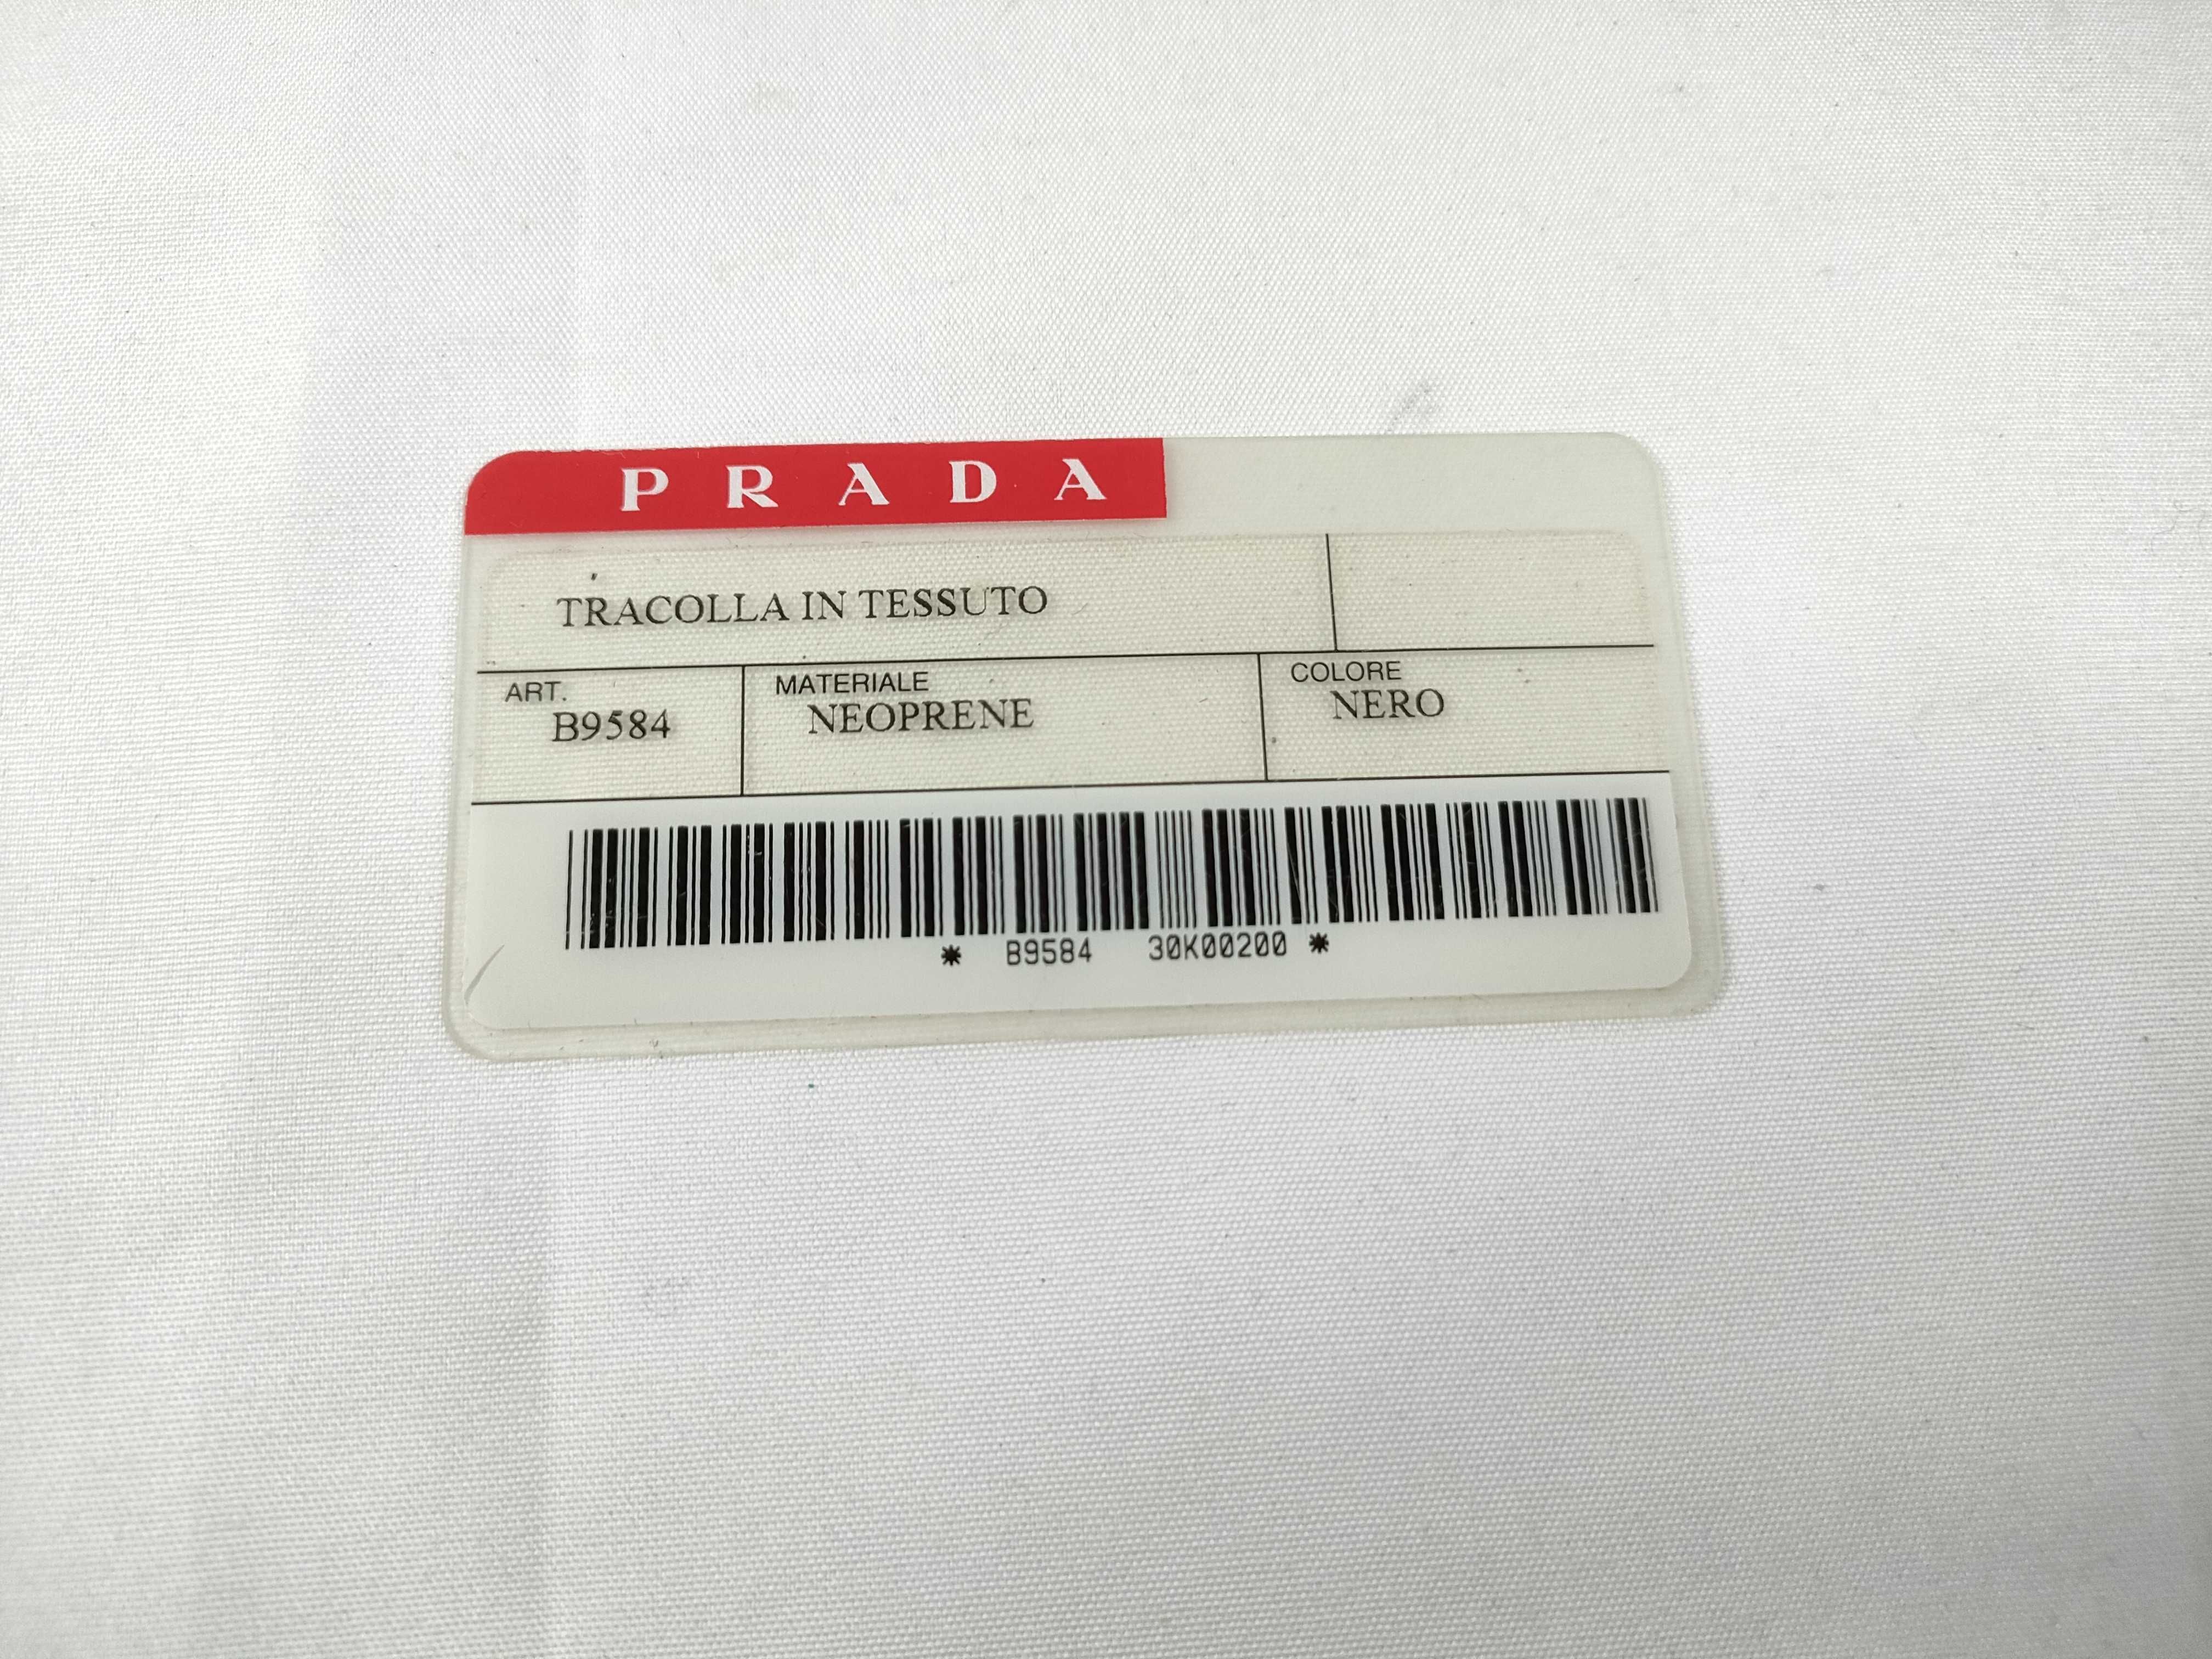 PRADA
TRACOLLA IN TESSUTO
ART. MATERIALE COLORE
B9584 NEOPRENE NERO
* B9584 30K00200 *